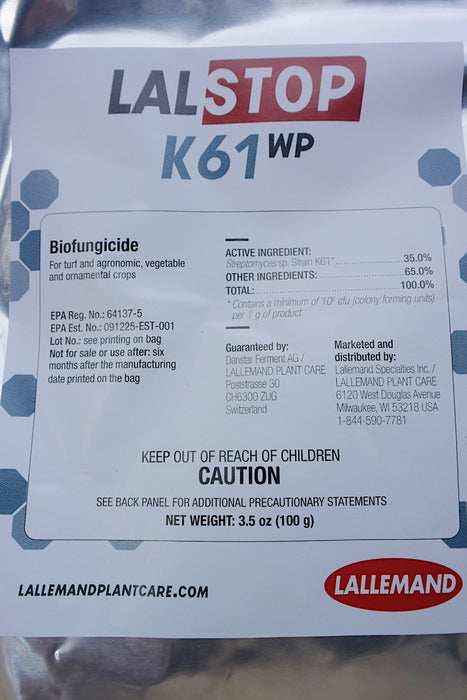 LALSTOP
K61WP
Biofungicide
For turf and agronomic, vegetable
and ornamental crops
EPA Reg. No.: 64137-5
EPA Est. No.: 091225-EST-001
Lot No.: see printing on bag
Not for sale or use after: six
months after the manufacturing
date printed on the bag
ACTIVE INGREDIENT:
Streptomyces sp. Strain K61*......................35.0%
OTHER INGREDIENTS:......................65.0%
TOTAL:......................100.0%
* Contains a minimum of 10⁸ cfu (colony forming units)
per 1 g of product.
Guaranteed by:
Danstar Ferment AG /
LALLEMAND PLANT CARE
Poststrasse 30
CH6300 ZUG
Switzerland
Marketed and
distributed by:
Lallemand Specialties Inc. /
LALLEMAND PLANT CARE
6120 West Douglas Avenue
Milwaukee, WI 53218 USA
1-844-590-7781
KEEP OUT OF REACH OF CHILDREN
CAUTION
SEE BACK PANEL FOR ADDITIONAL PRECAUTIONARY STATEMENTS
NET WEIGHT: 3.5 oz (100 g)
LALLEMANDPLANTCARE.COM
LALLEMAND